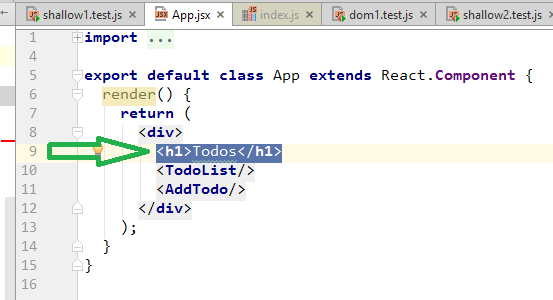 shallow1.test.js App.jsx index.js dom1.test.js shallow2.test.js
1 import ...
5 export default class App extends React.Component {
6 render() {
7 return (
8 <div>
9 <h1>Todos</h1>
10 <TodoList/>
11 <AddTodo/>
12 </div>
13 );
14 }
15 }
16